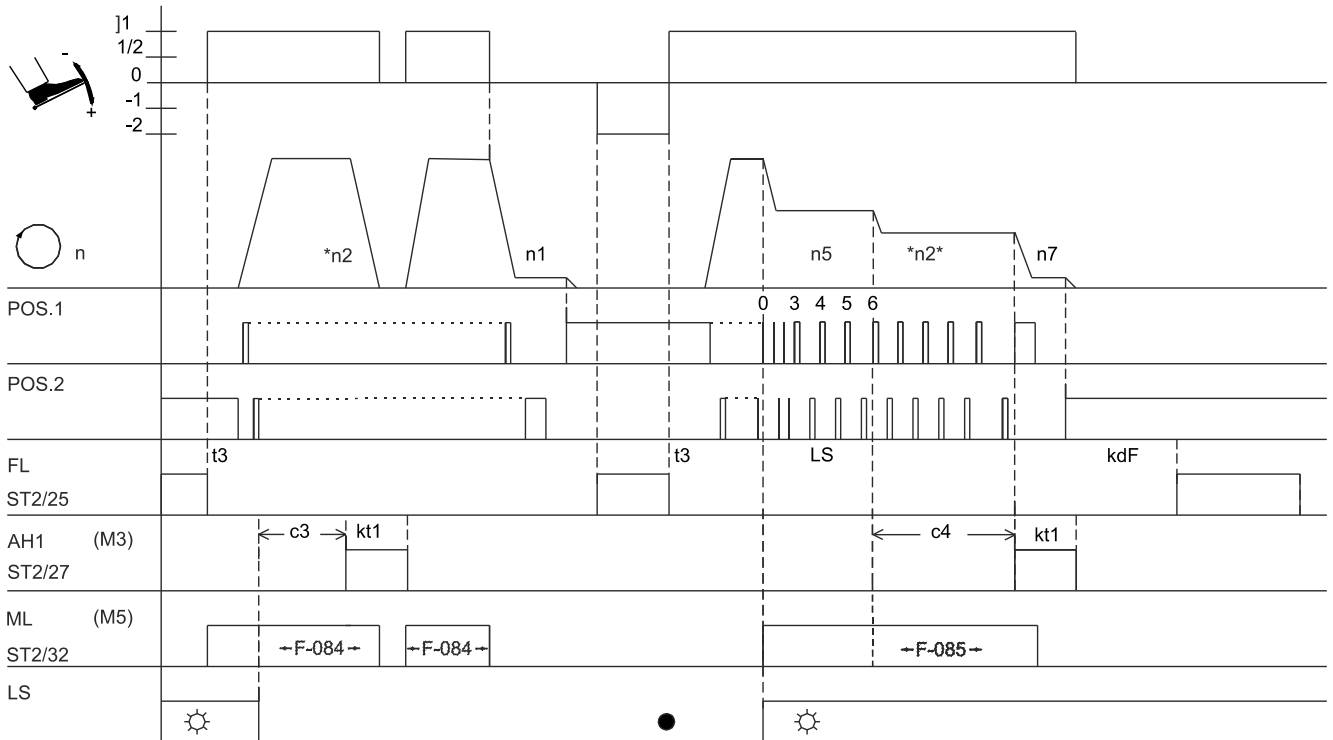 ]1
1/2
0
-1
-2
-
+
n
*n2
n1
n5
*n2*
n7
POS.1
0 3 4 5 6
POS.2
FL
ST2/25
t3
t3
LS
kdF
AH1 (M3)
ST2/27
c3
kt1
c4
kt1
ML (M5)
ST2/32
F-084
F-084
F-085
LS